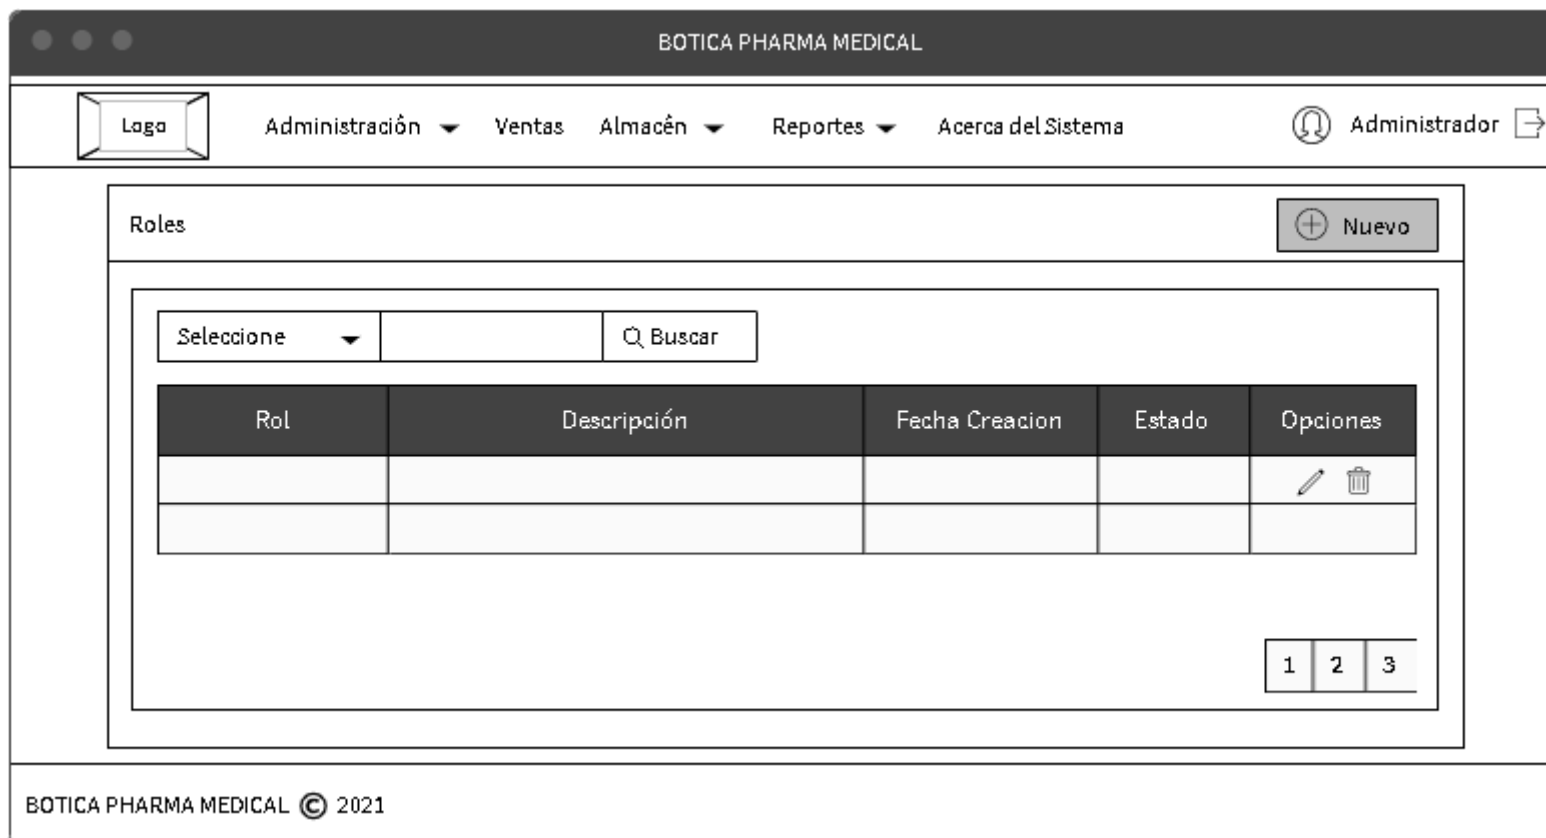 BOTICA PHARMA MEDICAL
Logo Administración Ventas Almacén Reportes Acerca del Sistema Administrador
Roles Nuevo
Seleccione Buscar
Rol Descripción Fecha Creacion Estado Opciones
1 2 3
BOTICA PHARMA MEDICAL © 2021